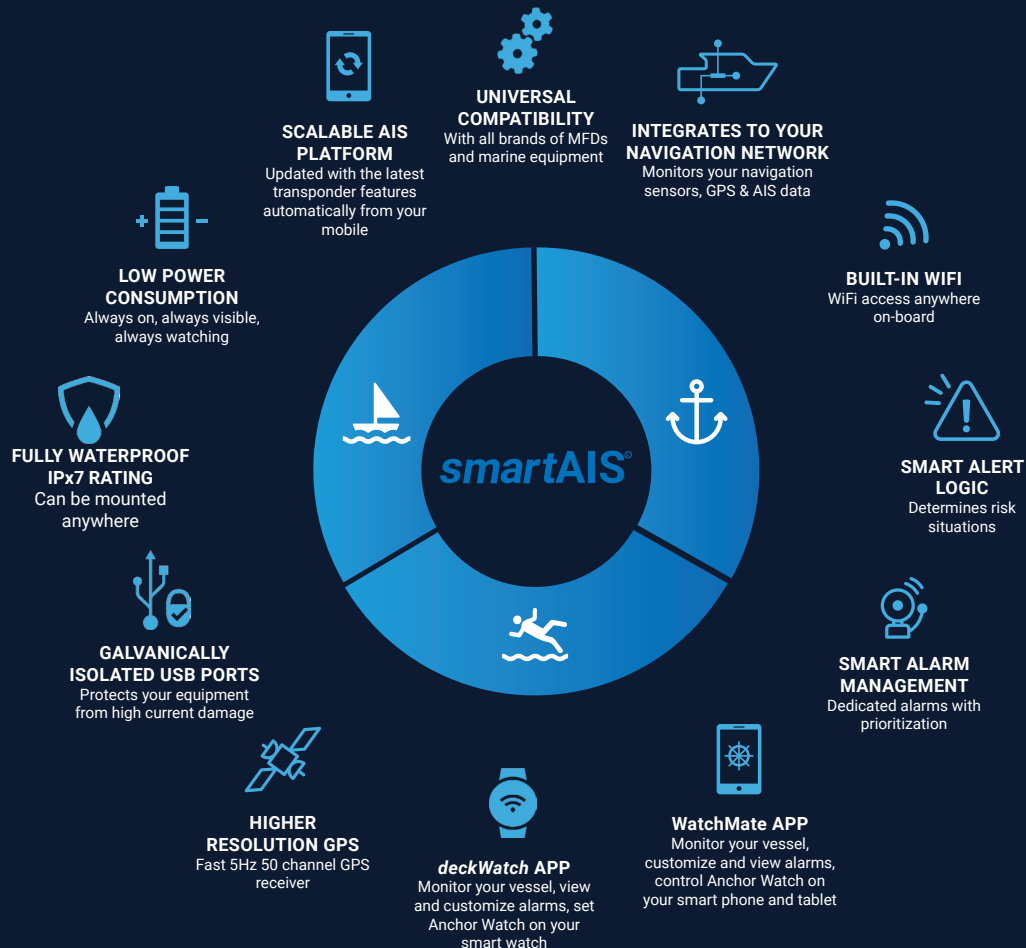 UNIVERSAL
COMPATIBILITY
With all brands of MFDs
and marine equipment
INTEGRATES TO YOUR
NAVIGATION NETWORK
Monitors your navigation
sensors, GPS & AIS data
BUILT-IN WIFI
WiFi access anywhere
on-board
SMART ALERT
LOGIC
Determines risk
situations
SMART ALARM
MANAGEMENT
Dedicated alarms with
prioritization
WatchMate APP
Monitor your vessel,
customize and view alarms,
control Anchor Watch on
your smart phone and tablet
deckWatch APP
Monitor your vessel, view
and customize alarms, set
Anchor Watch on your
smart watch
HIGHER
RESOLUTION GPS
Fast 5Hz 50 channel GPS
receiver
GALVANICALLY
ISOLATED USB PORTS
Protects your equipment
from high current damage
FULLY WATERPROOF
IPx7 RATING
Can be mounted
anywhere
LOW POWER
CONSUMPTION
Always on, always visible,
always watching
SCALABLE AIS
PLATFORM
Updated with the latest
transponder features
automatically from your
mobile
smartAIS®